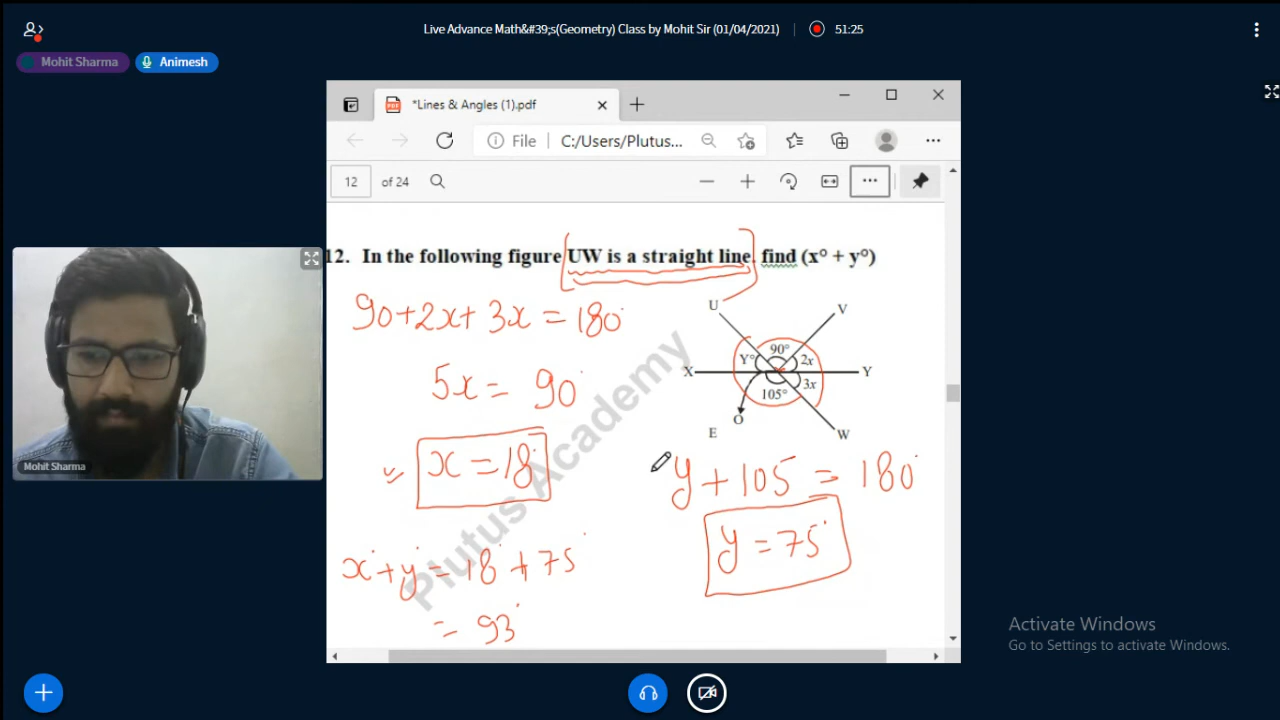 Live Advance Math&#39;s(Geometry) Class by Mohit Sir (01/04/2021) 51:25
Mohit Sharma Animesh
*Lines & Angles (1).pdf
File C:/Users/Plutus...
12 of 24
12. In the following figure UW is a straight line, find (x° + y°)
90+2x+3x=180°
5x = 90°
x = 18°
x°+y° = 18°+75°
= 93°
U
V
90°
Y°
2x
X
Y
3x
105°
O
E
W
y+105 = 180°
y = 75°
Plutus Academy
Mohit Sharma
Activate Windows
Go to Settings to activate Windows.